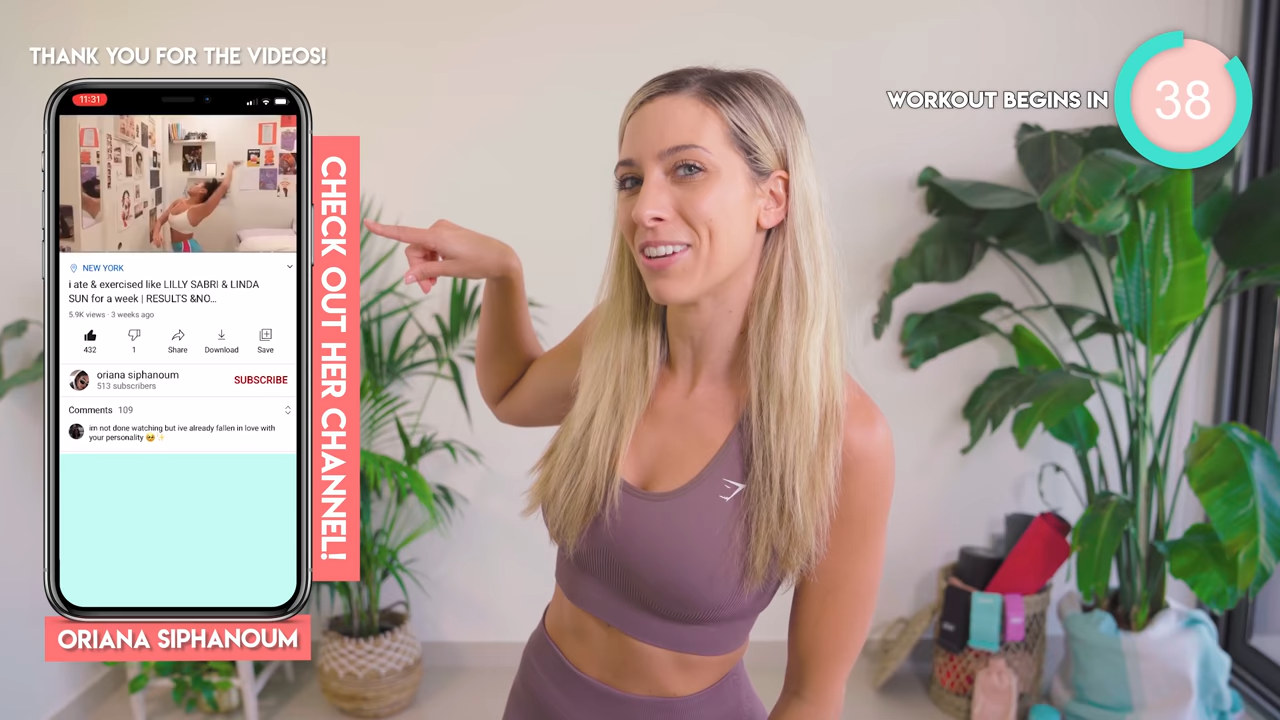 THANK YOU FOR THE VIDEOS!
11:31
NEW YORK
i ate & exercised like LILLY SABRI & LINDA
SUN for a week | RESULTS &NO...
5.9K views · 3 weeks ago
432
1
Share
Download
Save
oriana siphanoum
513 subscribers
SUBSCRIBE
Comments 109
im not done watching but ive already fallen in love with
your personality 🥺✨
ORIANA SIPHANOUM
CHECK OUT HER CHANNEL!
WORKOUT BEGINS IN
38